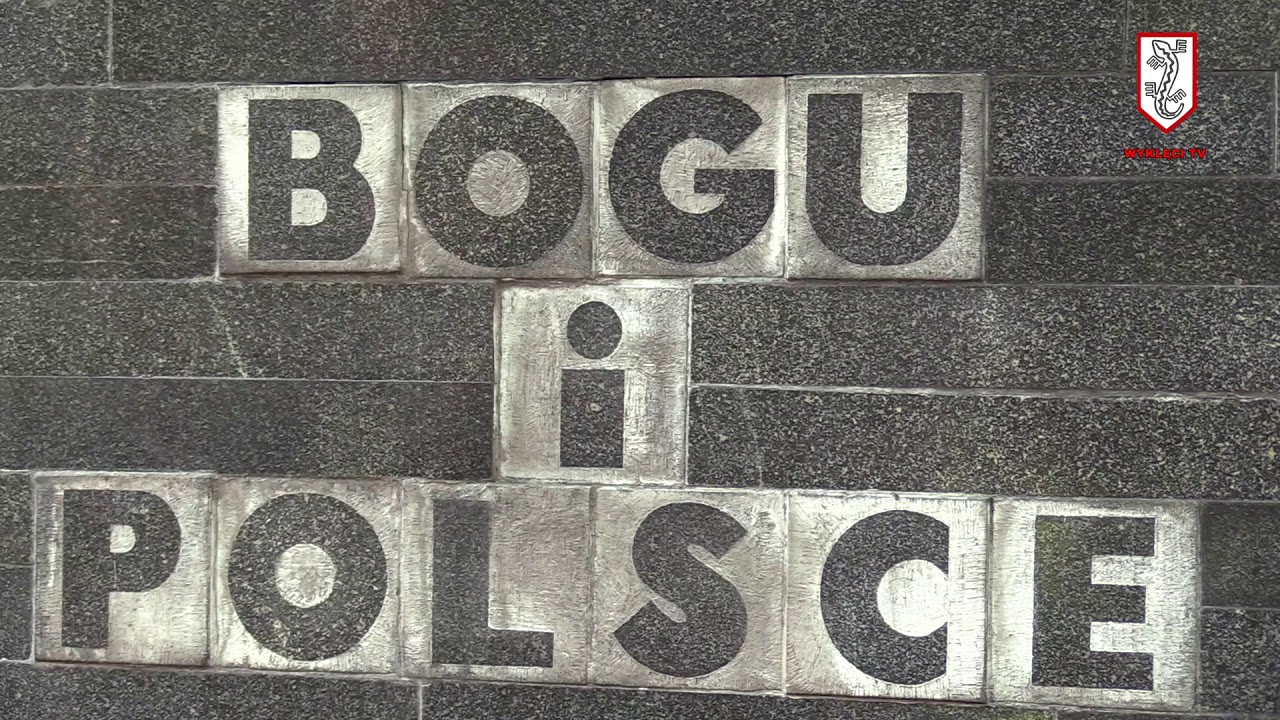 BOGU
i
POLSCE
WYKLĘCI TV